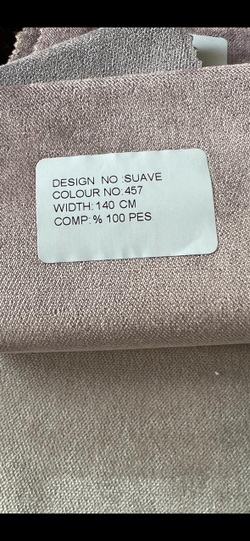 DESIGN NO :SUAVE
COLOUR NO:457
WIDTH:140 CM
COMP:% 100 PES